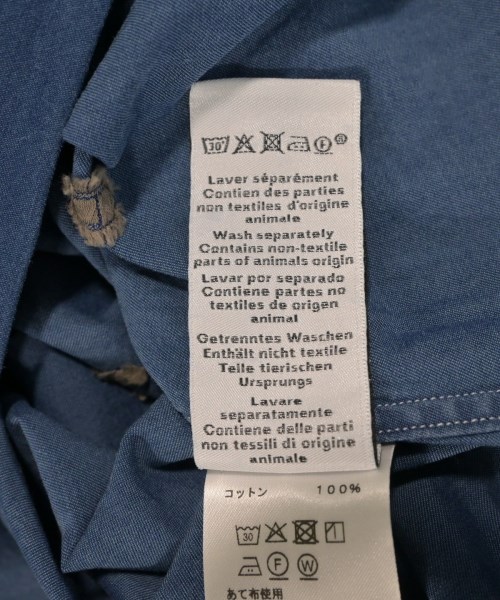 30°
Laver séparément
Contien des parties
non textiles d'origine
animale
Wash separately
Contains non-textile
parts of animals origin
Lavar por separado
Contiene partes no
textiles de origen
animal
Getrenntes Waschen
Enthält nicht textile
Teile tierischen
Ursprungs
Lavare
separatamente
Contiene delle parti
non tessili di origine
animale
コットン 100%
30
F W
あて布使用